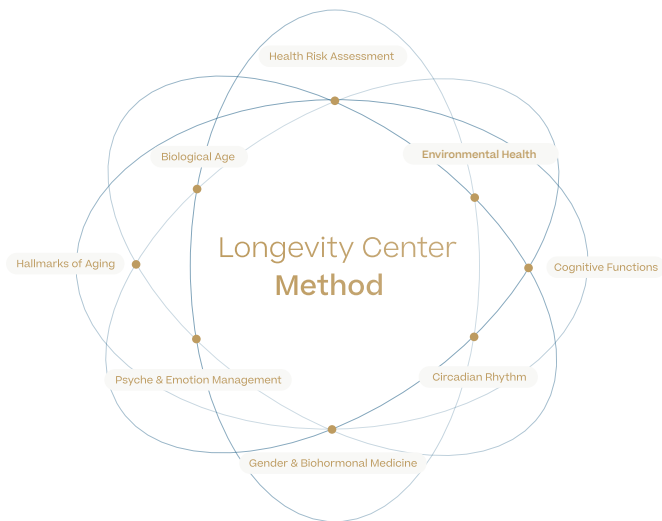 Health Risk Assessment
Biological Age
Environmental Health
Longevity Center
Method
Hallmarks of Aging
Cognitive Functions
Psyche & Emotion Management
Circadian Rhythm
Gender & Biohormonal Medicine